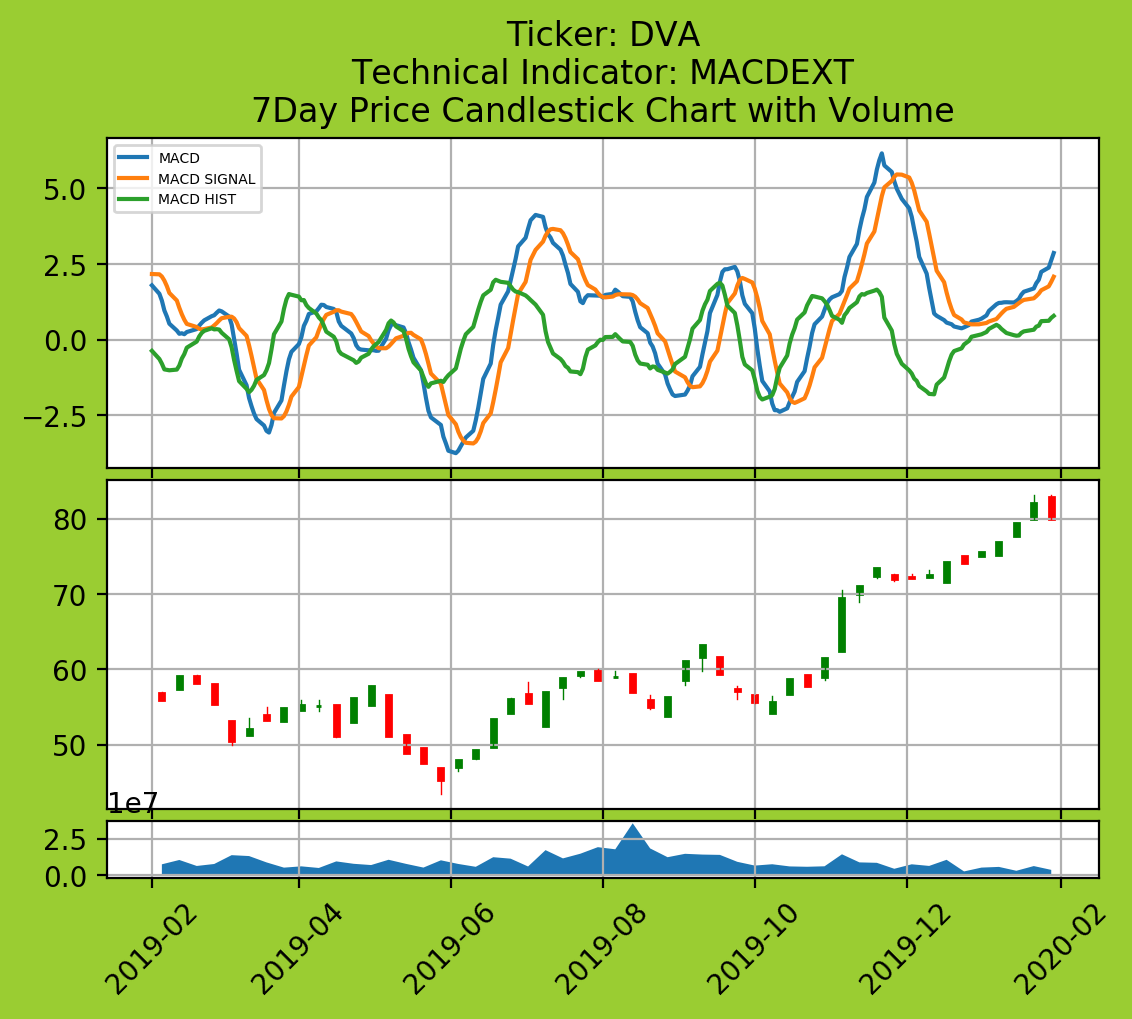 Ticker: DVA
Technical Indicator: MACDEXT
7Day Price Candlestick Chart with Volume
MACD
MACD SIGNAL
MACD HIST
5.0
2.5
0.0
−2.5
80
70
60
50
1e7
2.5
0.0
2019-02
2019-04
2019-06
2019-08
2019-10
2019-12
2020-02